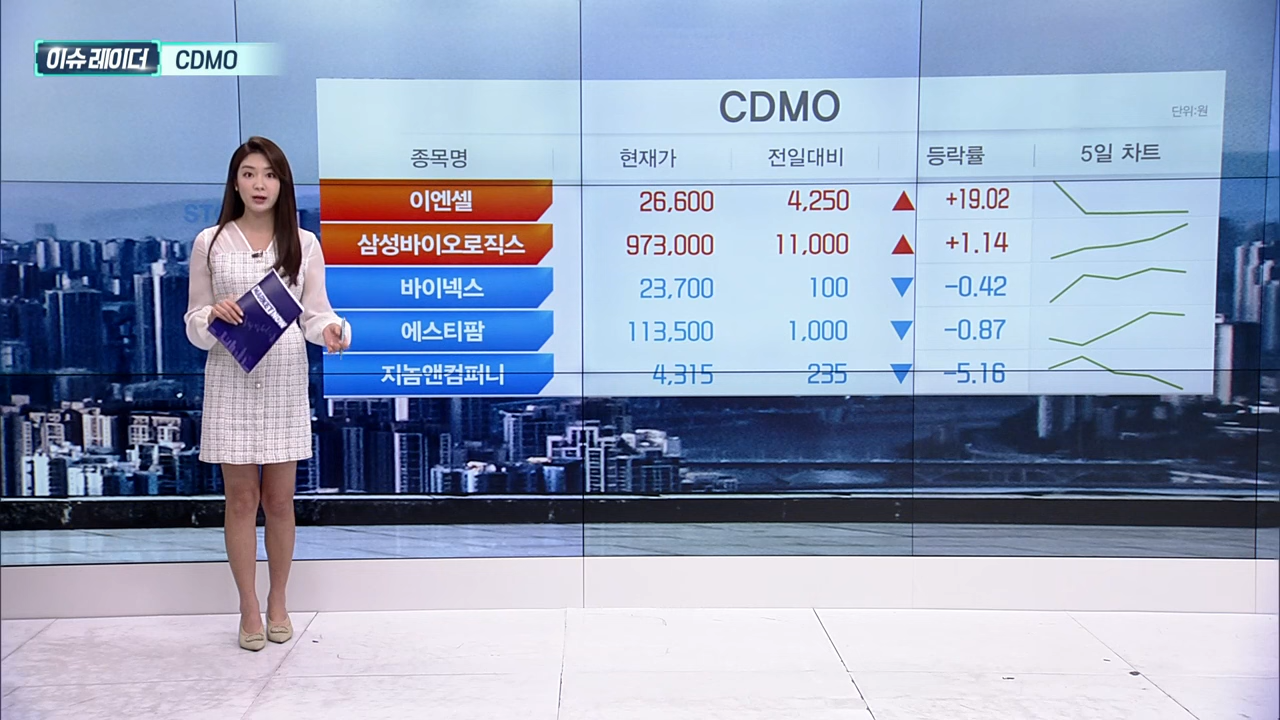 이슈 레이더 CDMO
CDMO
단위:원
종목명 현재가 전일대비 등락률 5일 차트
이엔셀 26,600 4,250 ▲ +19.02
삼성바이오로직스 973,000 11,000 ▲ +1.14
바이넥스 23,700 100 ▼ -0.42
에스티팜 113,500 1,000 ▼ -0.87
지놈앤컴퍼니 4,315 235 ▼ -5.16